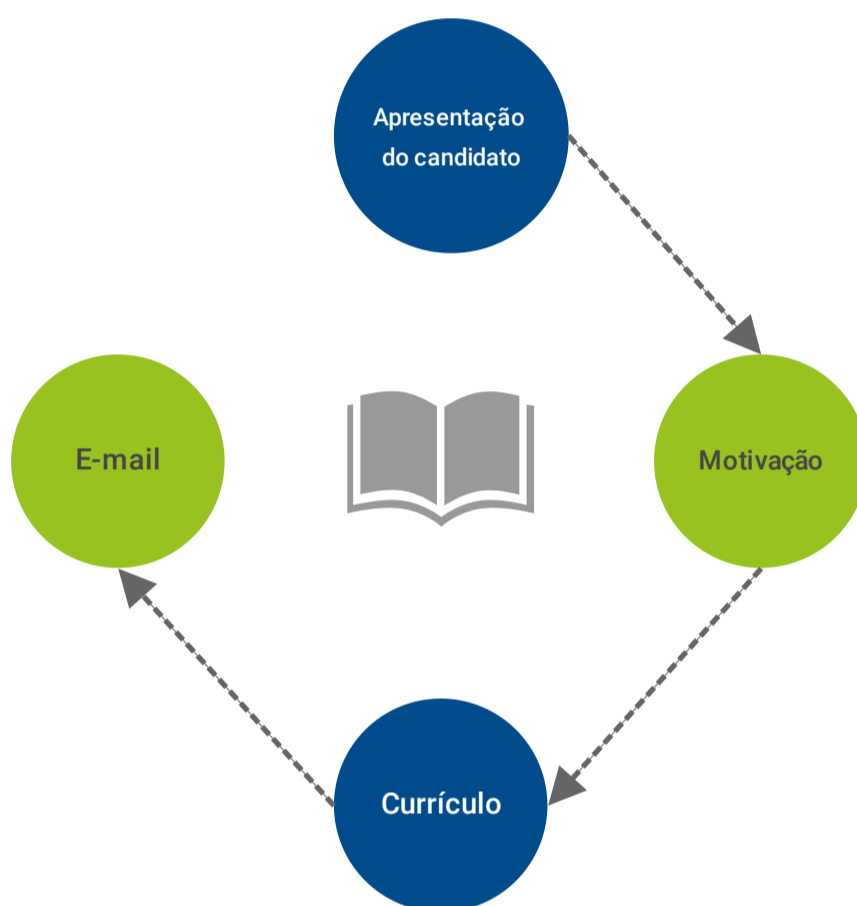 Apresentação
do candidato
E-mail
Motivação
Currículo